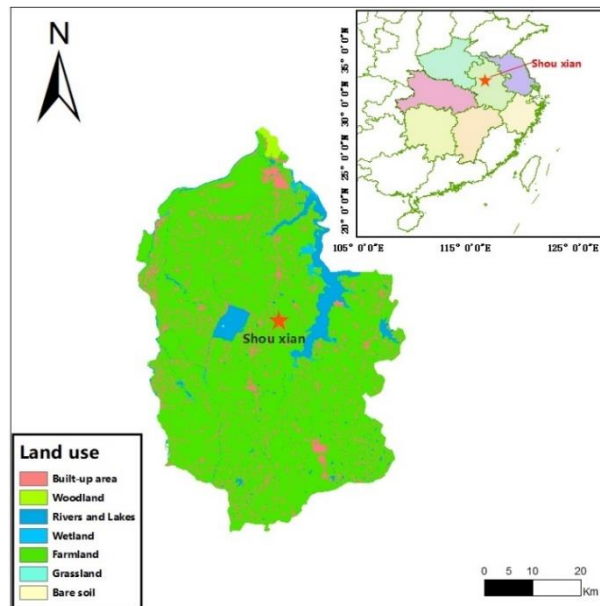 N
Shou xian
35° 0'0"N
30° 0'0"N
25° 0'0"N
20° 0'0"N
105° 0'0"E
115° 0'0"E
125° 0'0"E
Shou xian
Land use
Built-up area
Woodland
Rivers and Lakes
Wetland
Farmland
Grassland
Bare soil
0 5 10 20
Km